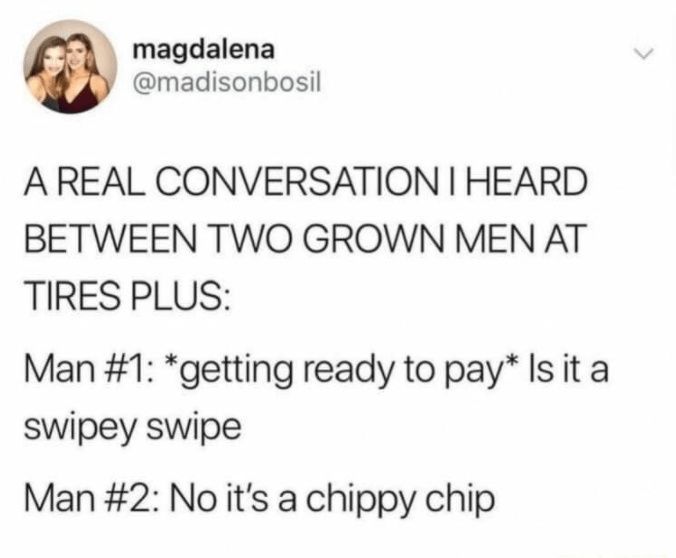 magdalena
@madisonbosil
A REAL CONVERSATION I HEARD
BETWEEN TWO GROWN MEN AT
TIRES PLUS:
Man #1: *getting ready to pay* Is it a
swipey swipe
Man #2: No it's a chippy chip